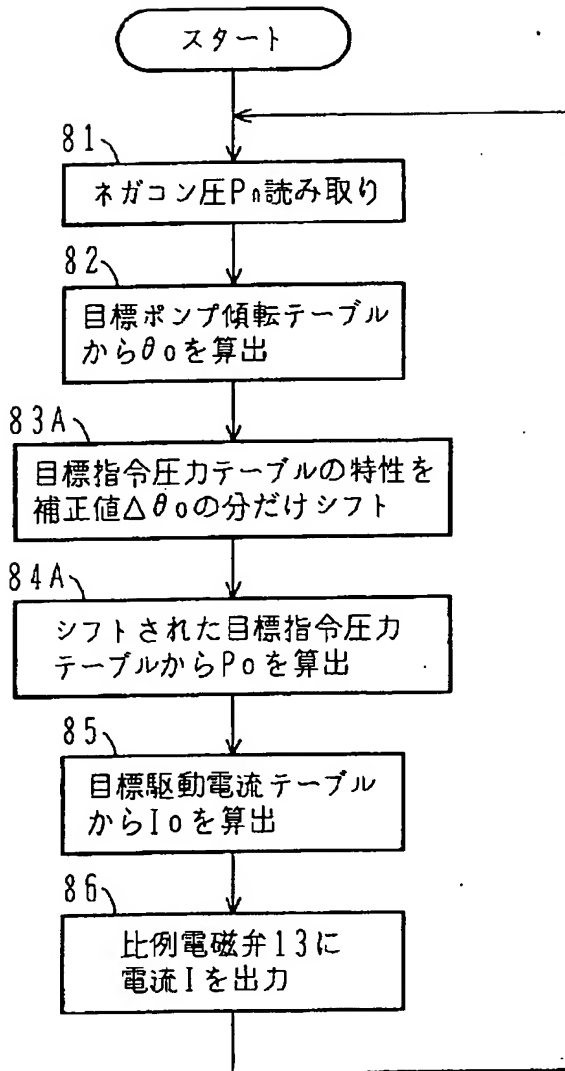 スタート
81
ネガコン圧Pn読み取り
82
目標ポンプ傾転テーブル
からθoを算出
83A
目標指令圧力テーブルの特性を
補正値△θoの分だけシフト
84A
シフトされた目標指令圧力
テーブルからPoを算出
85
目標駆動電流テーブル
からIoを算出
86
比例電磁弁13に
電流Iを出力